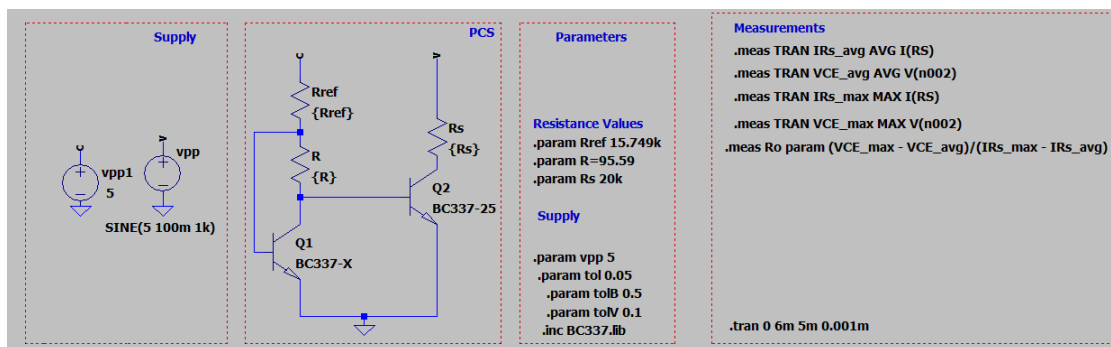 Supply
c
vpp1
5
v
vpp
SINE(5 100m 1k)
PCS
c
Rref
{Rref}
R
{R}
Q1
BC337-X
v
Rs
{Rs}
Q2
BC337-25
Parameters
Resistance Values
.param Rref 15.749k
.param R=95.59
.param Rs 20k
Supply
.param vpp 5
.param tol 0.05
.param tolB 0.5
.param tolV 0.1
.inc BC337.lib
Measurements
.meas TRAN IRs_avg AVG I(RS)
.meas TRAN VCE_avg AVG V(n002)
.meas TRAN IRs_max MAX I(RS)
.meas TRAN VCE_max MAX V(n002)
.meas Ro param (VCE_max - VCE_avg)/(IRs_max - IRs_avg)
.tran 0 6m 5m 0.001m